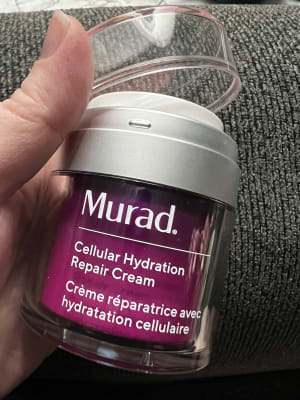 Murad.
Cellular Hydration
Repair Cream
Crème réparatrice avec
hydratation cellulaire